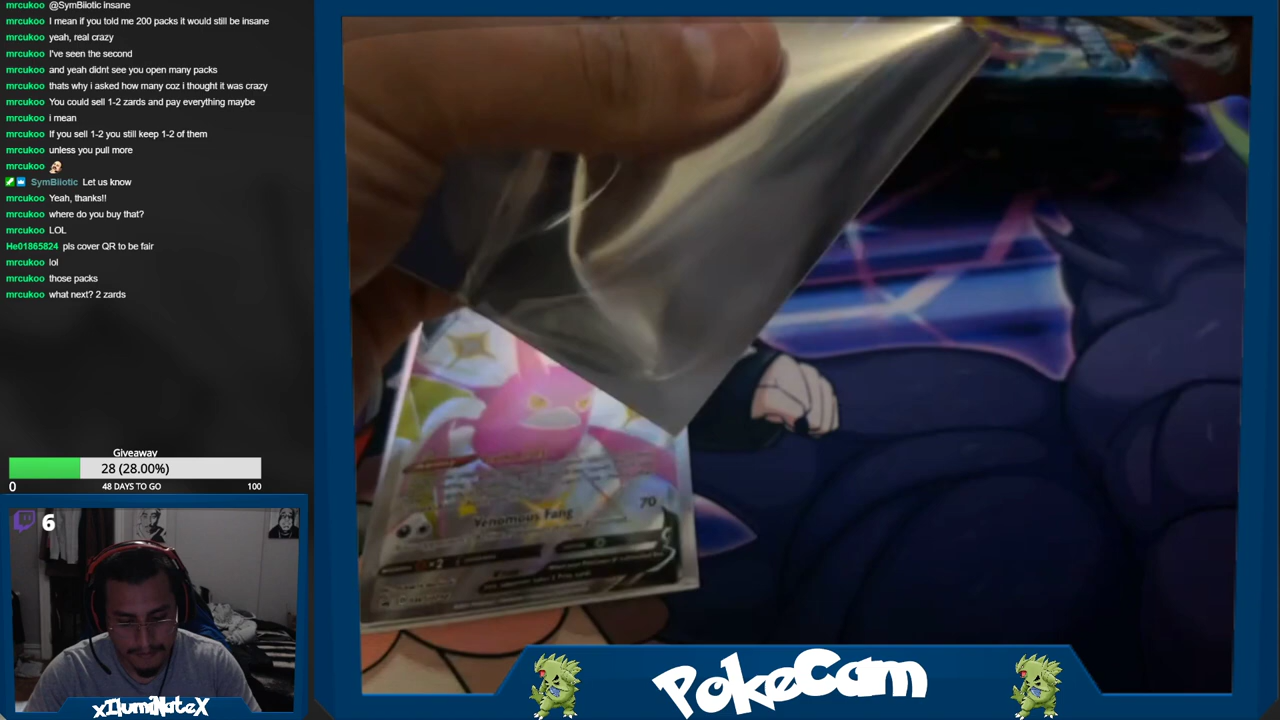 mrcukoo @SymBiiotic insane
mrcukoo I mean if you told me 200 packs it would still be insane
mrcukoo yeah, real crazy
mrcukoo I've seen the second
mrcukoo and yeah didnt see you open many packs
mrcukoo thats why i asked how many coz i thought it was crazy
mrcukoo You could sell 1-2 zards and pay everything maybe
mrcukoo i mean
mrcukoo If you sell 1-2 you still keep 1-2 of them
mrcukoo unless you pull more
mrcukoo
SymBiiotic Let us know
mrcukoo Yeah, thanks!!
mrcukoo where do you buy that?
mrcukoo LOL
He01865824 pls cover QR to be fair
mrcukoo lol
mrcukoo those packs
mrcukoo what next? 2 zards
Giveaway
28 (28.00%)
0 48 DAYS TO GO 100
6
xIlumiNateX
Venomous Fang 70
PokeCam